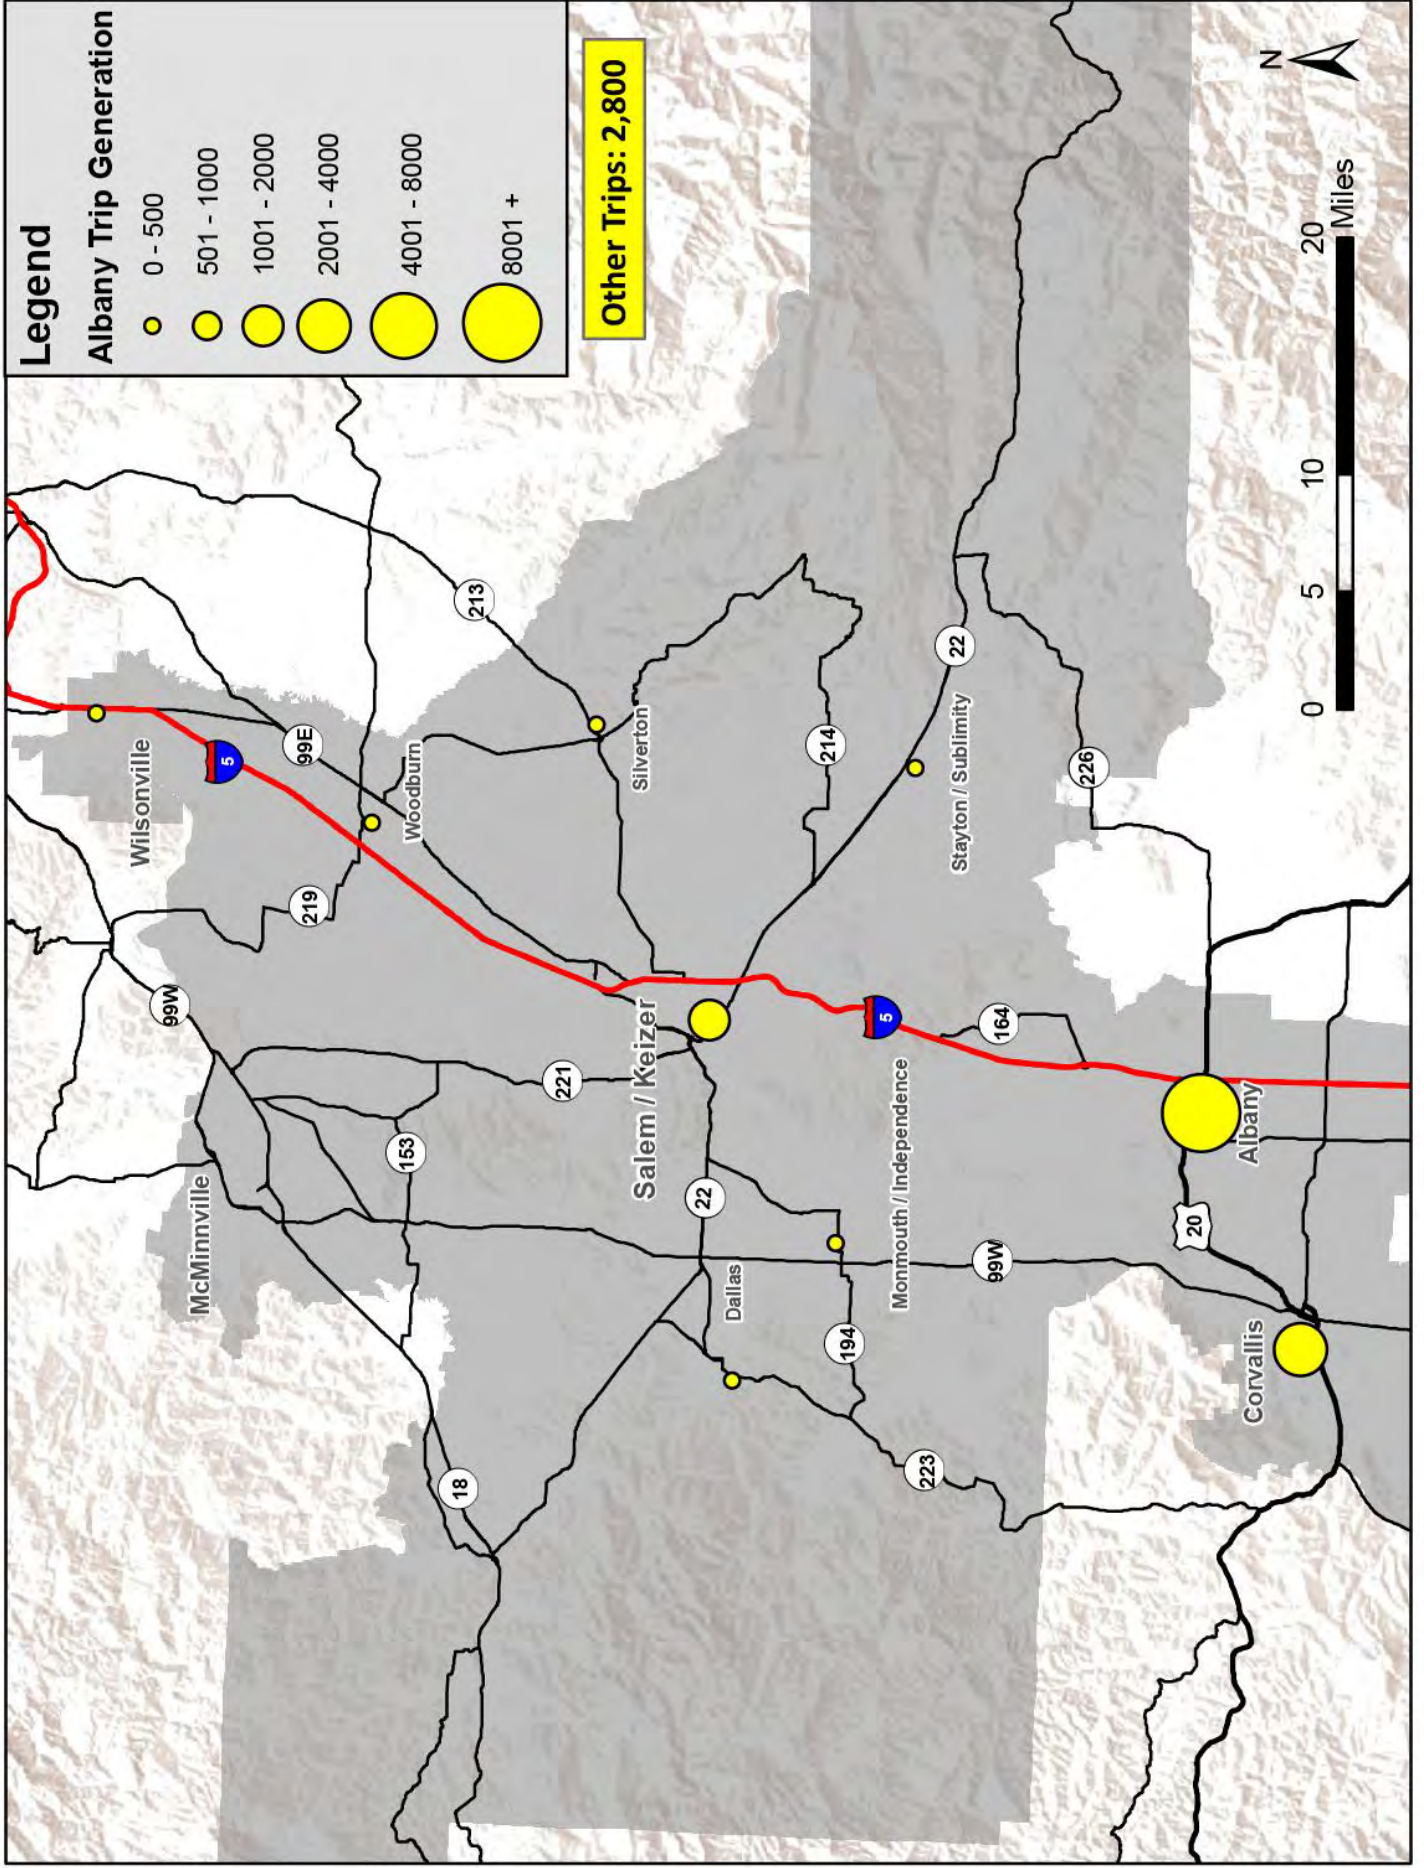 Legend
Albany Trip Generation
0 - 500
501 - 1000
1001 - 2000
2001 - 4000
4001 - 8000
8001 +
Other Trips: 2,800
N
Wilsonville
5
99E
Woodburn
213
219
99W
McMinnville
221
153
Silverton
Salem / Keizer
214
22
Stayton / Sublimity
226
22
Dallas
5
164
Monmouth / Independence
99W
194
18
223
20
Albany
Corvallis
0 5 10 20
Miles